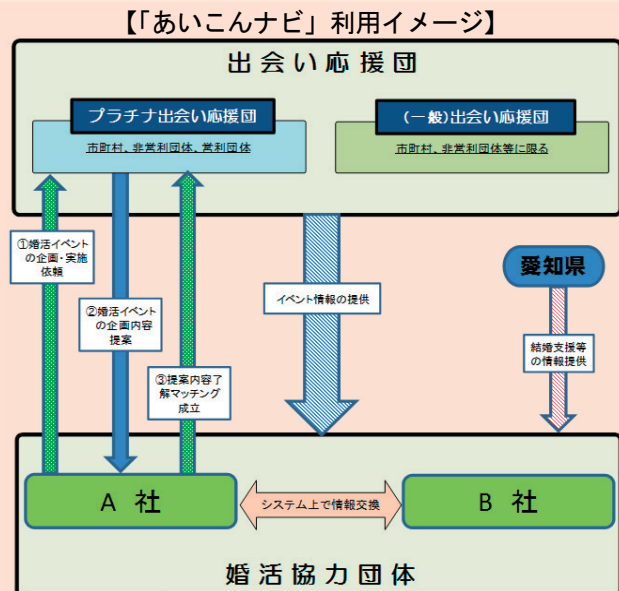 【「あいこんナビ」利用イメージ】
出会い応援団
プラチナ出会い応援団
市町村、非営利団体、営利団体
(一般)出会い応援団
市町村、非営利団体等に限る
①婚活イベント
の企画・実施
依頼
②婚活イベント
の企画内容
提案
③提案内容了
解マッチング
成立
イベント情報の提供
愛知県
結婚支援等
の情報提供
A 社
システム上で情報交換
B 社
婚活協力団体